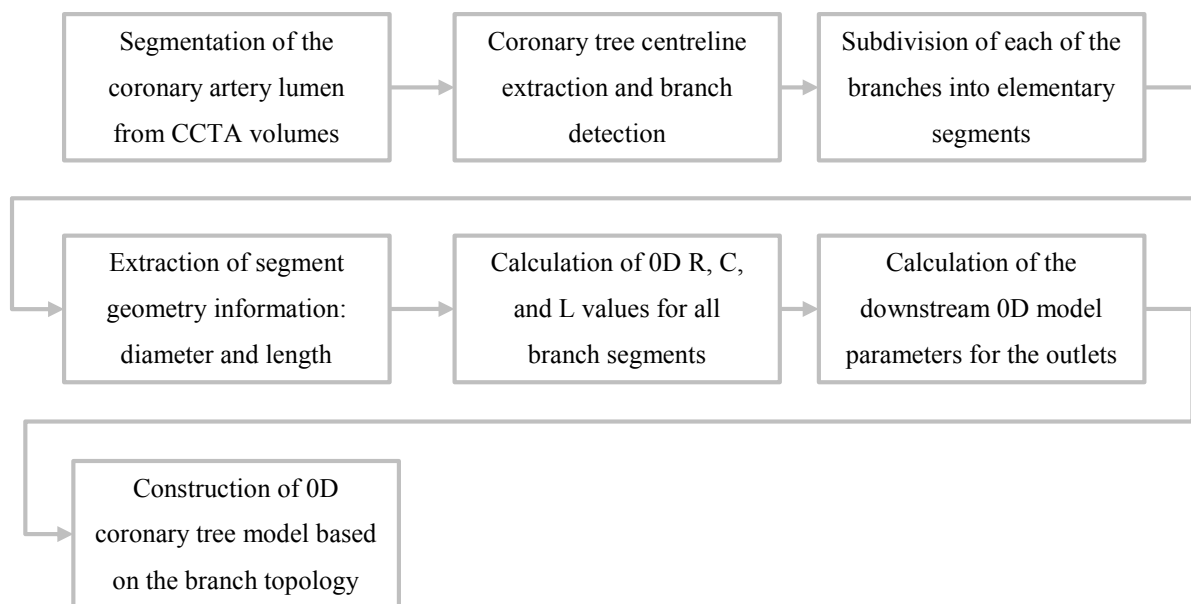 Segmentation of the
coronary artery lumen
from CCTA volumes
Coronary tree centreline
extraction and branch
detection
Subdivision of each of the
branches into elementary
segments
Extraction of segment
geometry information:
diameter and length
Calculation of 0D R, C,
and L values for all
branch segments
Calculation of the
downstream 0D model
parameters for the outlets
Construction of 0D
coronary tree model based
on the branch topology